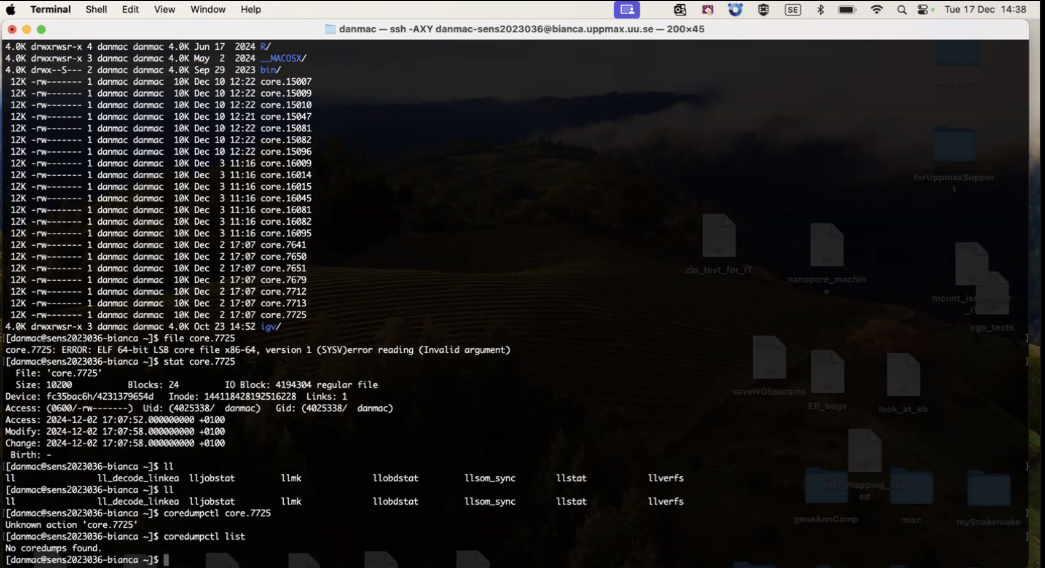 Terminal Shell Edit View Window Help SE Tue 17 Dec 14:38
danmac — ssh -AXY danmac-sens2023036@bianca.uppmax.uu.se — 200×45
4.0K drwxrwsr-x 4 danmac danmac 4.0K Jun 17 2024 R/
4.0K drwxrwsr-x 3 danmac danmac 4.0K May 2 2024 __MACOSX/
4.0K drwx--S--- 2 danmac danmac 4.0K Sep 29 2023 bin/
12K -rw------- 1 danmac danmac 10K Dec 10 12:22 core.15007
12K -rw------- 1 danmac danmac 10K Dec 10 12:22 core.15009
12K -rw------- 1 danmac danmac 10K Dec 10 12:22 core.15010
12K -rw------- 1 danmac danmac 10K Dec 10 12:21 core.15047
12K -rw------- 1 danmac danmac 10K Dec 10 12:22 core.15081
12K -rw------- 1 danmac danmac 10K Dec 10 12:22 core.15082
12K -rw------- 1 danmac danmac 10K Dec 10 12:22 core.15096
12K -rw------- 1 danmac danmac 10K Dec 3 11:16 core.16009
12K -rw------- 1 danmac danmac 10K Dec 3 11:16 core.16014
12K -rw------- 1 danmac danmac 10K Dec 3 11:16 core.16015
12K -rw------- 1 danmac danmac 10K Dec 3 11:16 core.16045
12K -rw------- 1 danmac danmac 10K Dec 3 11:16 core.16081
12K -rw------- 1 danmac danmac 10K Dec 3 11:16 core.16082
12K -rw------- 1 danmac danmac 10K Dec 3 11:16 core.16095
12K -rw------- 1 danmac danmac 10K Dec 2 17:07 core.7641
12K -rw------- 1 danmac danmac 10K Dec 2 17:07 core.7650
12K -rw------- 1 danmac danmac 10K Dec 2 17:07 core.7651
12K -rw------- 1 danmac danmac 10K Dec 2 17:07 core.7679
12K -rw------- 1 danmac danmac 10K Dec 2 17:07 core.7712
12K -rw------- 1 danmac danmac 10K Dec 2 17:07 core.7713
12K -rw------- 1 danmac danmac 10K Dec 2 17:07 core.7725
4.0K drwxrwsr-x 3 danmac danmac 4.0K Oct 23 14:52 igv/
[danmac@sens2023036-bianca ~]$ file core.7725
core.7725: ERROR: ELF 64-bit LSB core file x86-64, version 1 (SYSV)error reading (Invalid argument)
[danmac@sens2023036-bianca ~]$ stat core.7725
File: 'core.7725'
Size: 10200 Blocks: 24 IO Block: 4194304 regular file
Device: fc35bac6h/4231379654d Inode: 144118428192516228 Links: 1
Access: (0600/-rw-------) Uid: (4025338/ danmac) Gid: (4025338/ danmac)
Access: 2024-12-02 17:07:52.000000000 +0100
Modify: 2024-12-02 17:07:58.000000000 +0100
Change: 2024-12-02 17:07:58.000000000 +0100
Birth: -
[danmac@sens2023036-bianca ~]$ ll
ll ll_decode_linkea lljobstat llmk llobdstat llsom_sync llstat llverfs
[danmac@sens2023036-bianca ~]$ ll
ll ll_decode_linkea lljobstat llmk llobdstat llsom_sync llstat llverfs
[danmac@sens2023036-bianca ~]$ coredumpctl core.7725
Unknown action 'core.7725'
[danmac@sens2023036-bianca ~]$ coredumpctl list
No coredumps found.
[danmac@sens2023036-bianca ~]$
forUppmaxSuppor
t
zip_test_for_iT
nanopore_machin
e
egs_tests
saveWGSparams
EB_bugs
look_at_eb
geneAnnComp
misc
mySnakemake